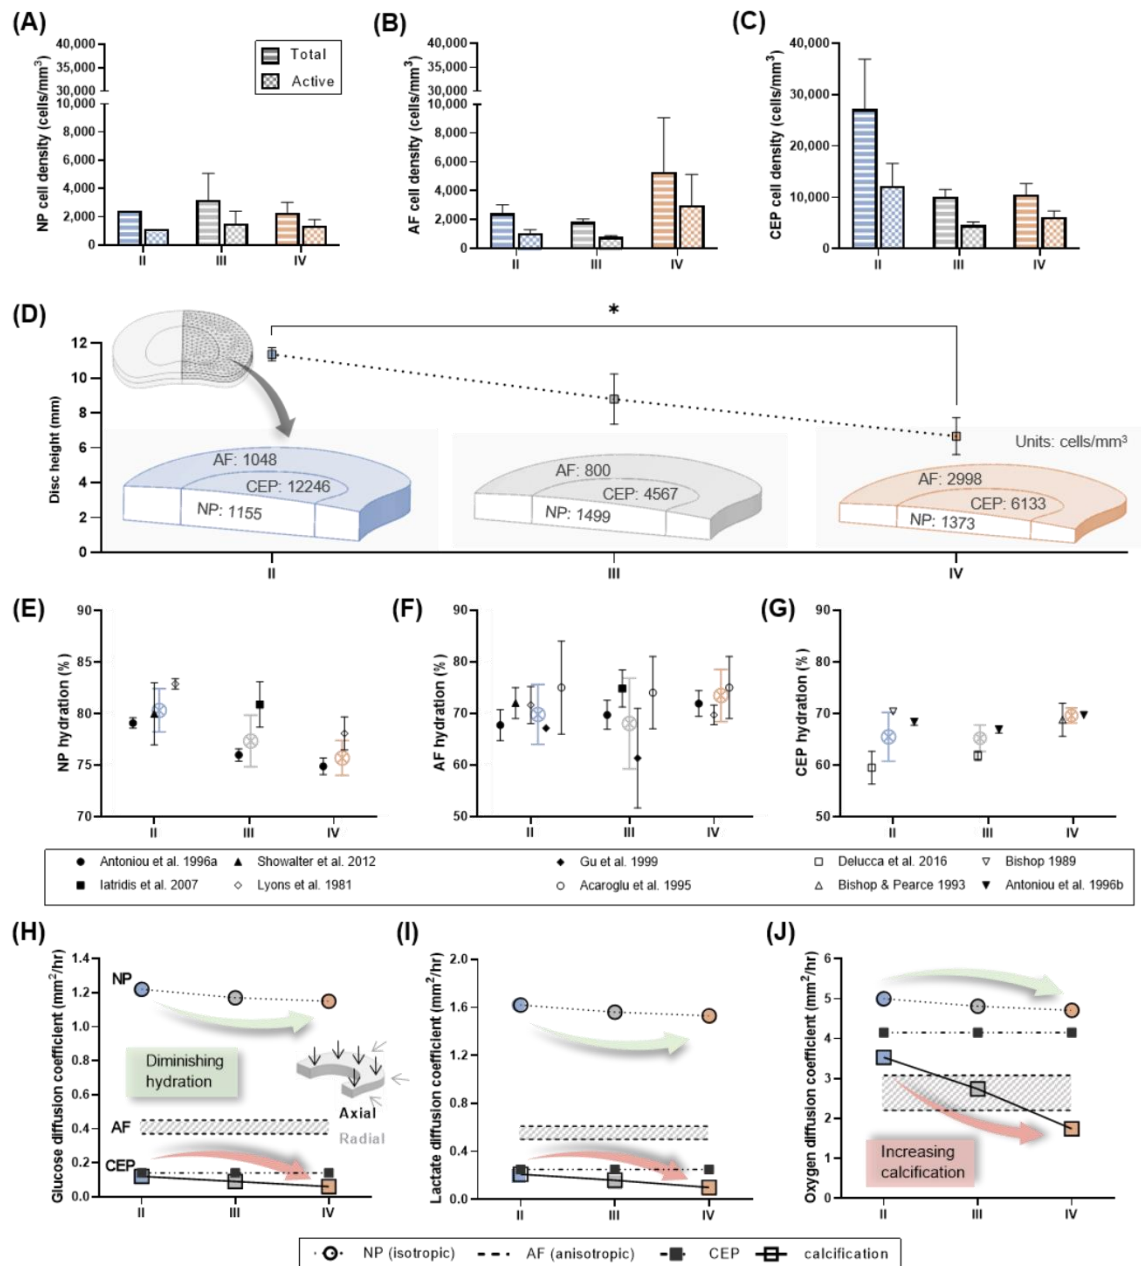 (A)
NP cell density (cells/mm³)
40,000
35,000
30,000
10,000
8,000
6,000
4,000
2,000
0
II
III
IV
Total
Active
(B)
AF cell density (cells/mm³)
40,000
35,000
30,000
10,000
8,000
6,000
4,000
2,000
0
II
III
IV
(C)
CEP cell density (cells/mm³)
40,000
30,000
20,000
10,000
0
II
III
IV
(D)
Disc height (mm)
12
10
8
6
4
2
0
*
Units: cells/mm³
AF: 1048
CEP: 12246
NP: 1155
AF: 800
CEP: 4567
NP: 1499
AF: 2998
CEP: 6133
NP: 1373
II
III
IV
(E)
NP hydration (%)
90
85
80
75
70
II
III
IV
(F)
AF hydration (%)
90
80
70
60
50
II
III
IV
(G)
CEP hydration (%)
90
80
70
60
50
II
III
IV
Antoniou et al. 1996a
Showalter et al. 2012
Gu et al. 1999
Delucca et al. 2016
Bishop 1989
Iatridis et al. 2007
Lyons et al. 1981
Acaroglu et al. 1995
Bishop & Pearce 1993
Antoniou et al. 1996b
(H)
Glucose diffusion coefficient (mm²/hr)
1.4
1.2
1.0
0.8
0.6
0.4
0.2
0.0
NP
Diminishing
hydration
Axial
Radial
AF
CEP
II
III
IV
(I)
Lactate diffusion coefficient (mm²/hr)
2.0
1.6
1.2
0.8
0.4
0.0
II
III
IV
(J)
Oxygen diffusion coefficient (mm²/hr)
6
5
4
3
2
1
0
Increasing
calcification
II
III
IV
NP (isotropic)
AF (anisotropic)
CEP
calcification